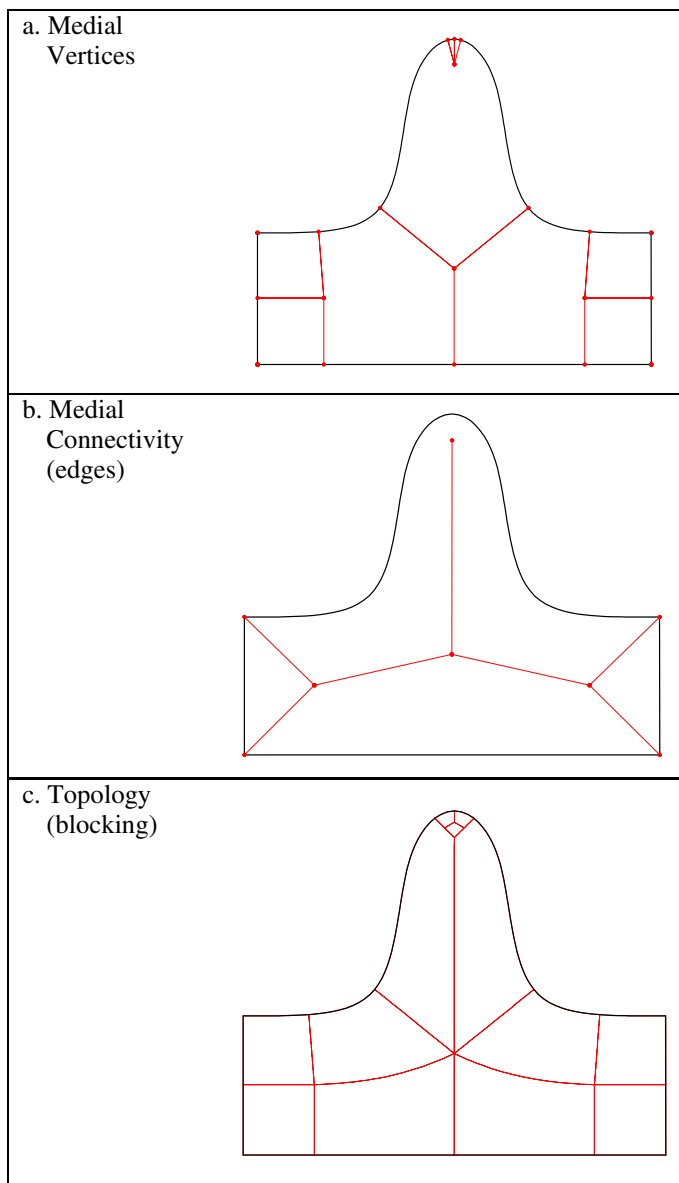 a. Medial
Vertices
b. Medial
Connectivity
(edges)
c. Topology
(blocking)